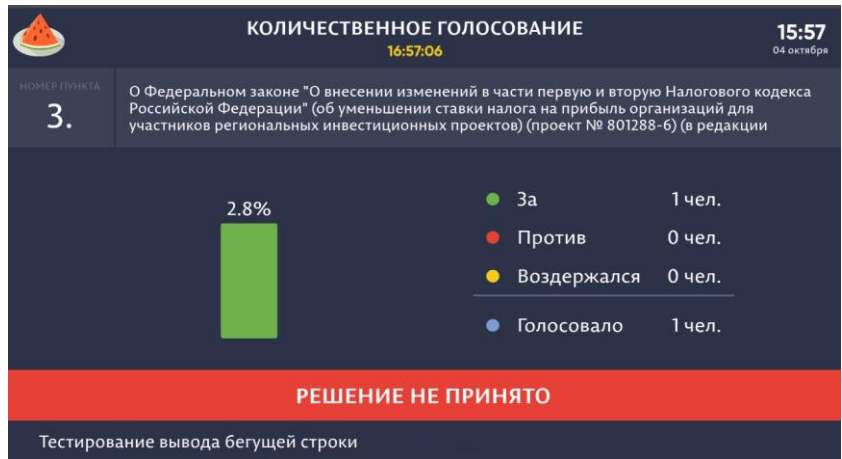 КОЛИЧЕСТВЕННОЕ ГОЛОСОВАНИЕ
16:57:06
15:57
04 октября
НОМЕР ПУНКТА
3.
О Федеральном законе "О внесении изменений в части первую и вторую Налогового кодекса
Российской Федерации" (об уменьшении ставки налога на прибыль организаций для
участников региональных инвестиционных проектов) (проект № 801288-6) (в редакции
2.8%
За 1 чел.
Против 0 чел.
Воздержался 0 чел.
Голосовало 1 чел.
РЕШЕНИЕ НЕ ПРИНЯТО
Тестирование вывода бегущей строки